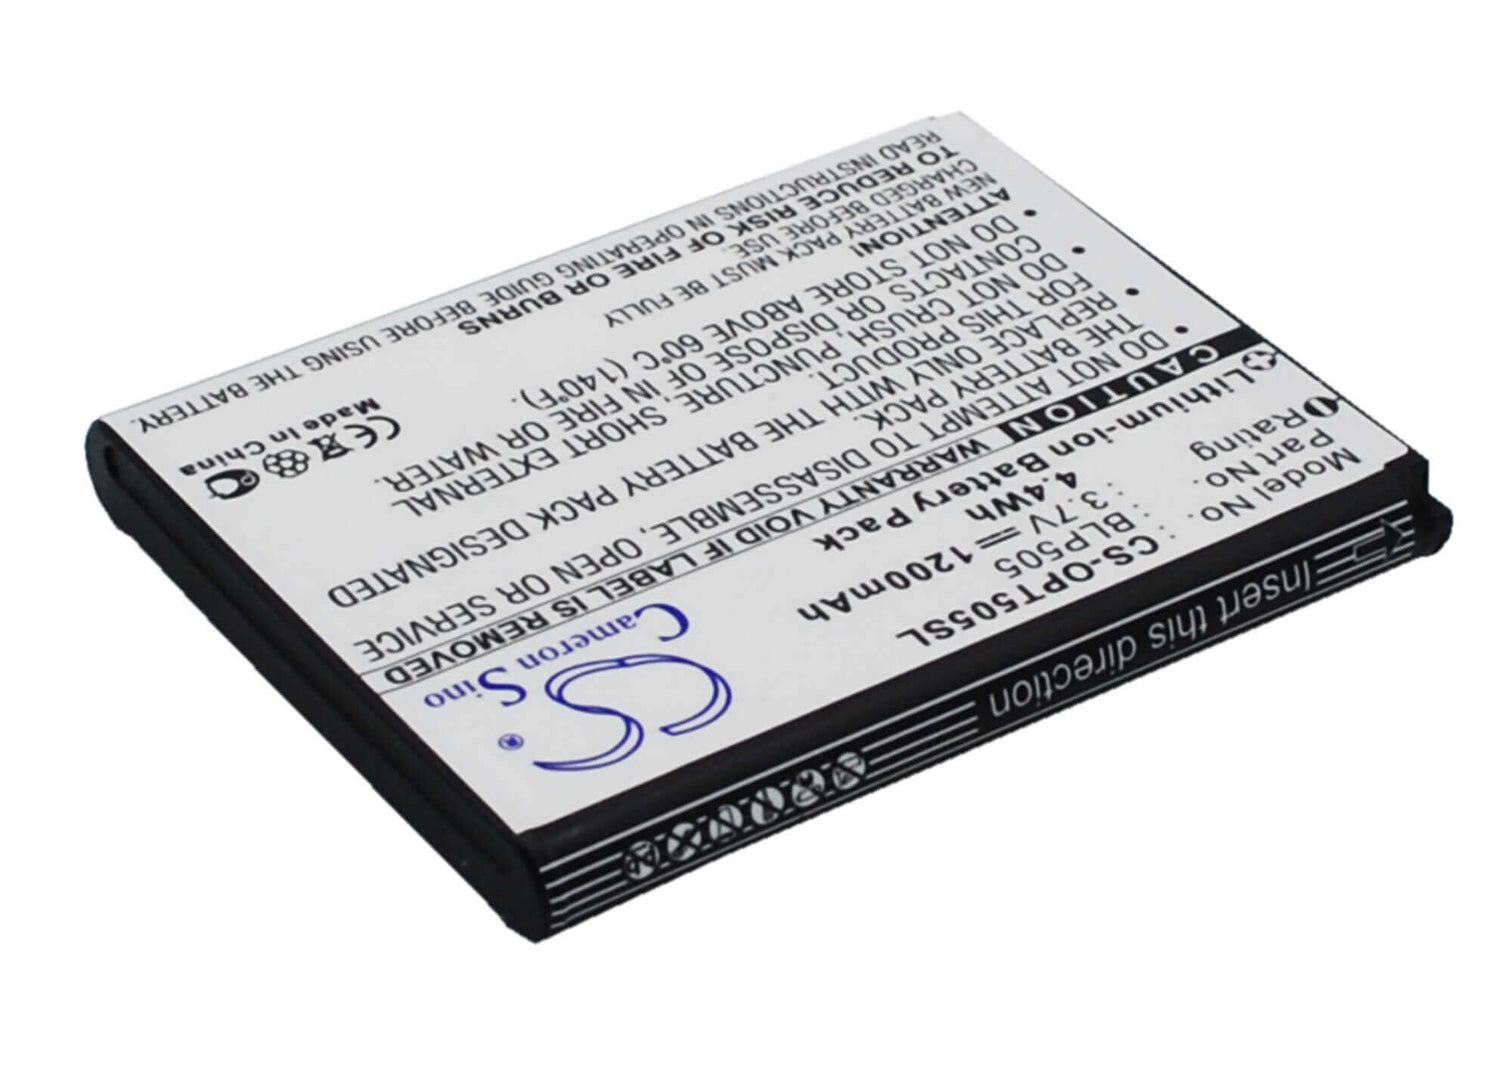 Model No. : CS-OPT505SL
Part No. : BLP505
Rating : 3.7V 1200mAh
4.4Wh
Lithium-ion Battery Pack
CAUTION WARRANTY VOID IF LABEL IS REMOVED
• DO NOT ATTEMPT TO DISASSEMBLE, OPEN OR SERVICE
THE BATTERY PACK.
• REPLACE ONLY WITH THE BATTERY PACK DESIGNATED
FOR THIS PRODUCT.
• DO NOT CRUSH, PUNCTURE, SHORT EXTERNAL
CONTACTS OR DISPOSE OF IN FIRE OR WATER.
• DO NOT STORE ABOVE 60°C (140°F).
ATTENTION!
NEW BATTERY PACK MUST BE FULLY
CHARGED BEFORE USE.
TO REDUCE RISK OF FIRE OR BURNS
READ INSTRUCTIONS IN OPERATING GUIDE BEFORE USING THE BATTERY.
CE
Made in China
CS ®
Cameron Sino
Insert this direction